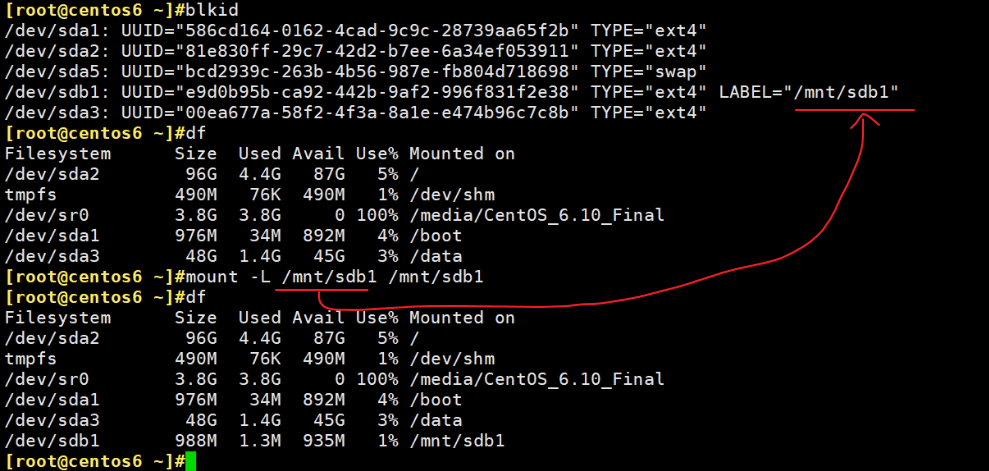 [root@centos6 ~]#blkid
/dev/sda1: UUID="586cd164-0162-4cad-9c9c-28739aa65f2b" TYPE="ext4"
/dev/sda2: UUID="81e830ff-29c7-42d2-b7ee-6a34ef053911" TYPE="ext4"
/dev/sda5: UUID="bcd2939c-263b-4b56-987e-fb804d718698" TYPE="swap"
/dev/sdb1: UUID="e9d0b95b-ca92-442b-9af2-996f831f2e38" TYPE="ext4" LABEL="/mnt/sdb1"
/dev/sda3: UUID="00ea677a-58f2-4f3a-8a1e-e474b96c7c8b" TYPE="ext4"
[root@centos6 ~]#df
Filesystem      Size  Used Avail Use% Mounted on
/dev/sda2        96G  4.4G   87G   5% /
tmpfs           490M   76K  490M   1% /dev/shm
/dev/sr0        3.8G  3.8G     0 100% /media/CentOS_6.10_Final
/dev/sda1       976M   34M  892M   4% /boot
/dev/sda3        48G  1.4G   45G   3% /data
[root@centos6 ~]#mount -L /mnt/sdb1 /mnt/sdb1
[root@centos6 ~]#df
Filesystem      Size  Used Avail Use% Mounted on
/dev/sda2        96G  4.4G   87G   5% /
tmpfs           490M   76K  490M   1% /dev/shm
/dev/sr0        3.8G  3.8G     0 100% /media/CentOS_6.10_Final
/dev/sda1       976M   34M  892M   4% /boot
/dev/sda3        48G  1.4G   45G   3% /data
/dev/sdb1       988M  1.3M  935M   1% /mnt/sdb1
[root@centos6 ~]#